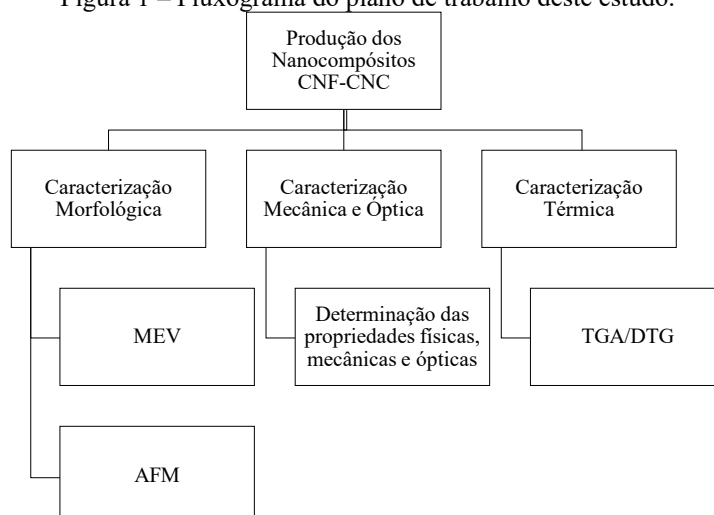 Figura 1 – Fluxograma do plano de trabalho deste estudo.
Produção dos
Nanocompósitos
CNF-CNC
Caracterização
Morfológica
Caracterização
Mecânica e Óptica
Caracterização
Térmica
MEV
Determinação das
propriedades físicas,
mecânicas e ópticas
TGA/DTG
AFM